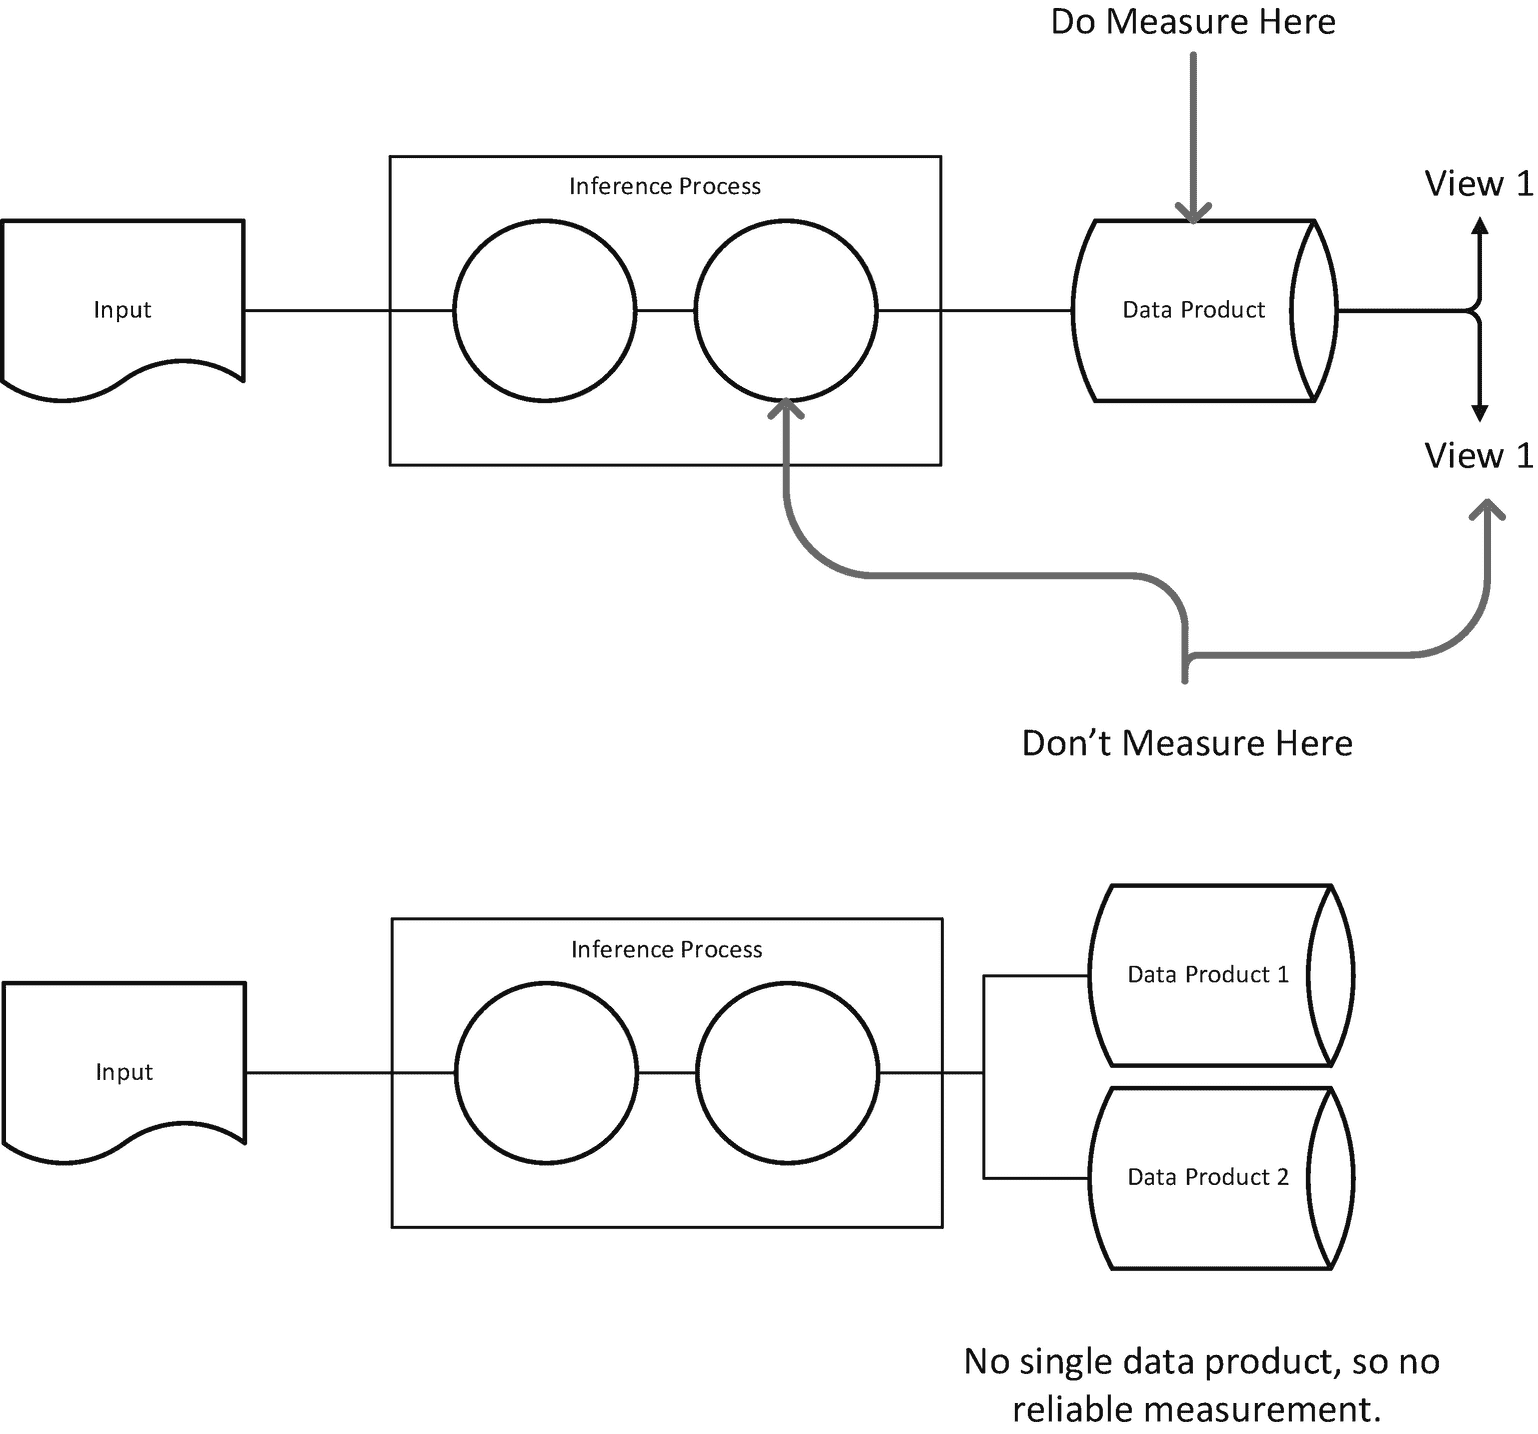 Do Measure Here
View 1
Inference Process
Input
Data Product
View 1
Don’t Measure Here
Inference Process
Data Product 1
Input
Data Product 2
No single data product, so no
reliable measurement.